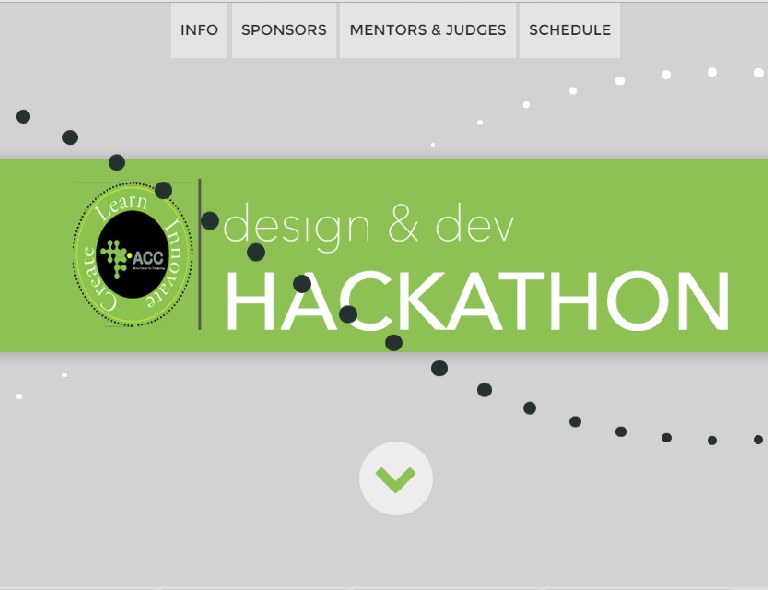 INFO
SPONSORS
MENTORS & JUDGES
SCHEDULE
Learn
Innovate
Create
ACC
design & dev
HACKATHON